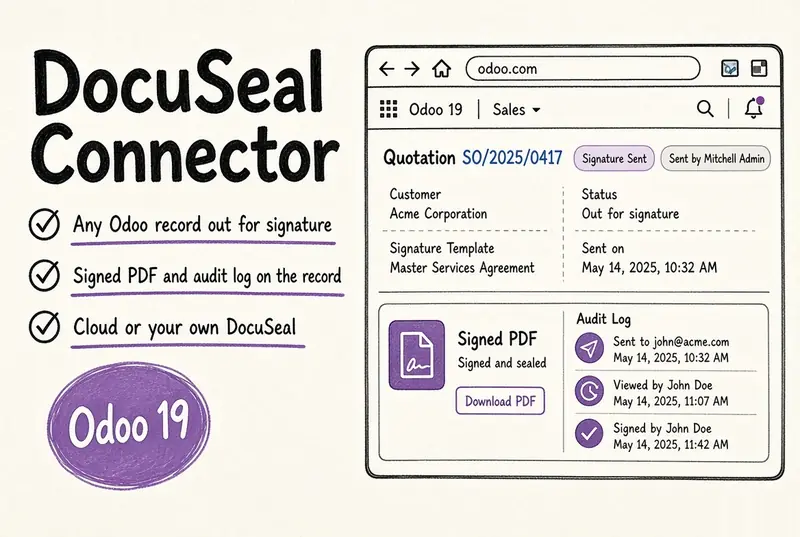 DocuSeal
Connector
Any Odoo record out for signature
Signed PDF and audit log on the record
Cloud or your own DocuSeal
Odoo 19
odoo.com
Odoo 19 | Sales
Quotation SO/2025/0417
Signature Sent
Sent by Mitchell Admin
Customer
Acme Corporation
Status
Out for signature
Signature Template
Master Services Agreement
Sent on
May 14, 2025, 10:32 AM
Signed PDF
Signed and sealed
Download PDF
Audit Log
Sent to john@acme.com
May 14, 2025, 10:32 AM
Viewed by John Doe
May 14, 2025, 11:07 AM
Signed by John Doe
May 14, 2025, 11:42 AM